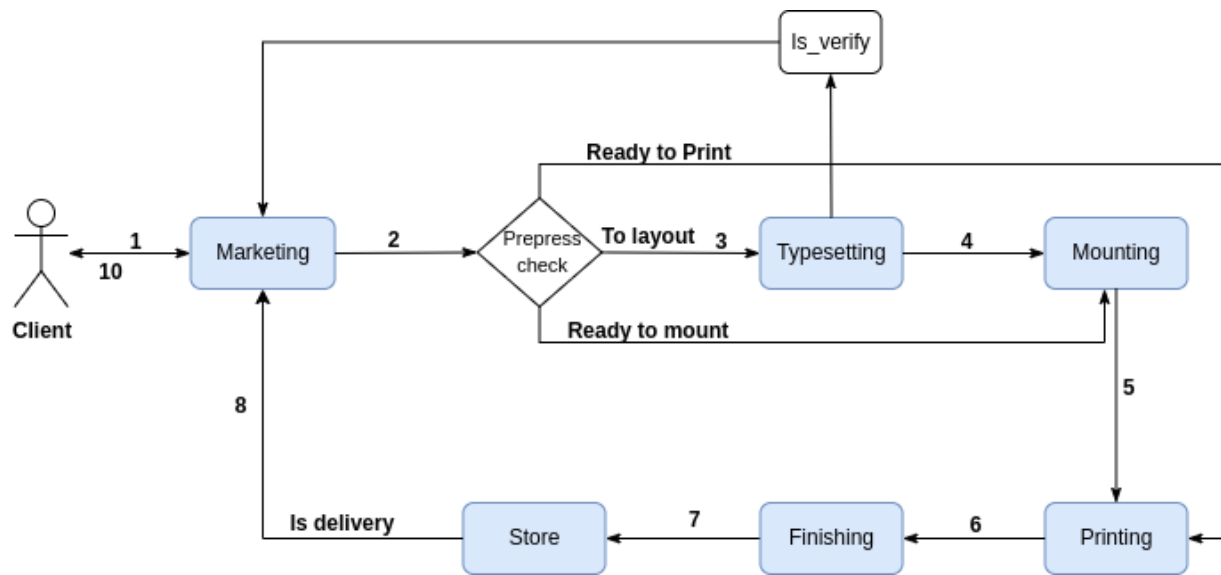 Is_verify
Ready to Print
1
Marketing
2
Prepress
check
To layout
3
Typesetting
4
Mounting
10
Client
Ready to mount
8
5
Is delivery
Store
7
Finishing
6
Printing